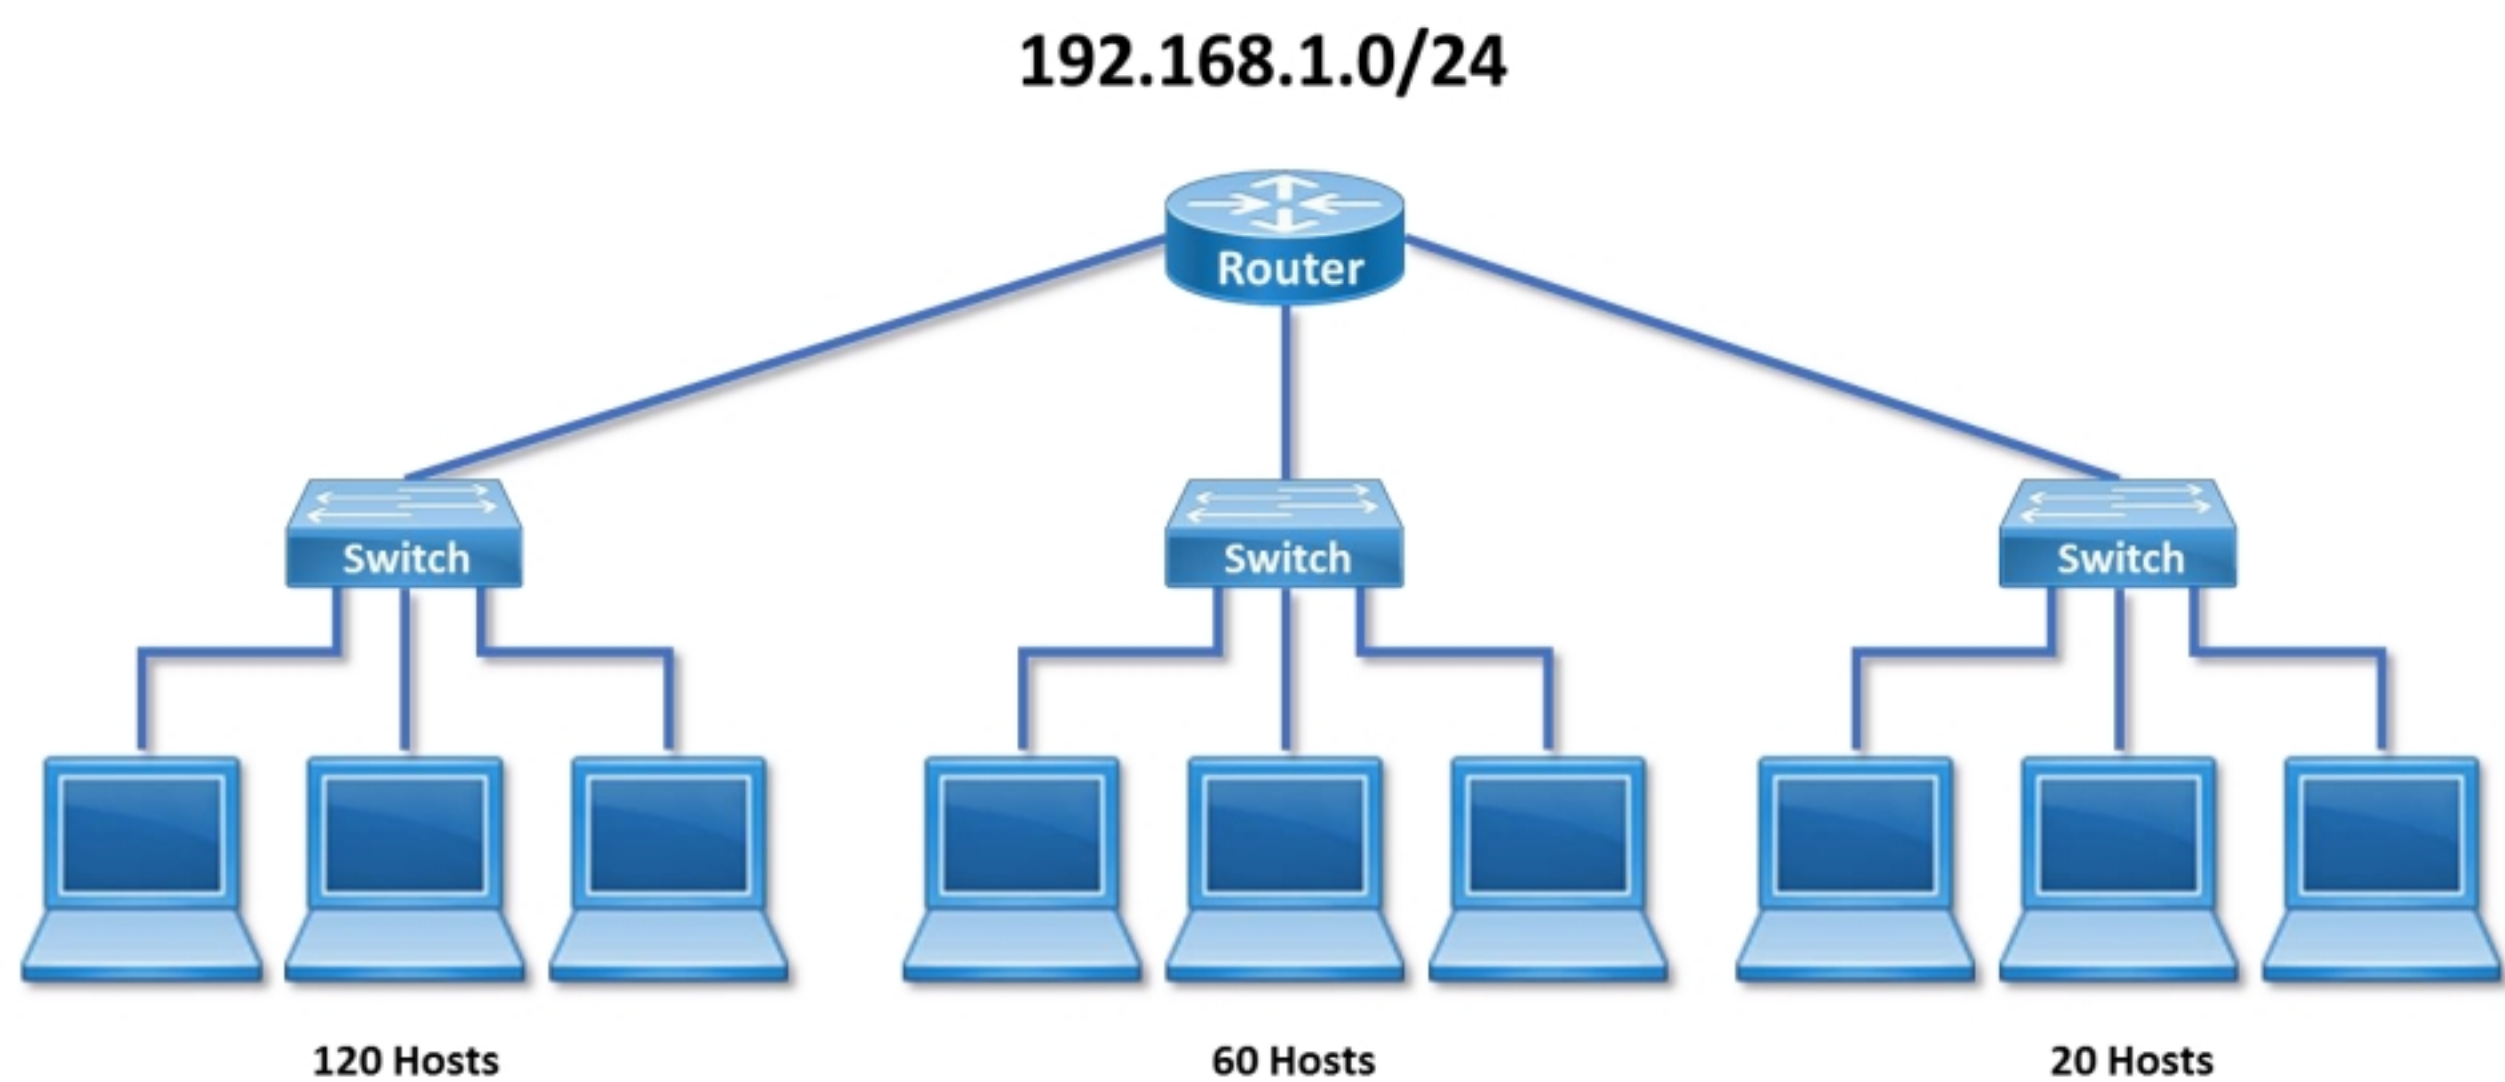 192.168.1.0/24
Router
Switch
Switch
Switch
120 Hosts
60 Hosts
20 Hosts